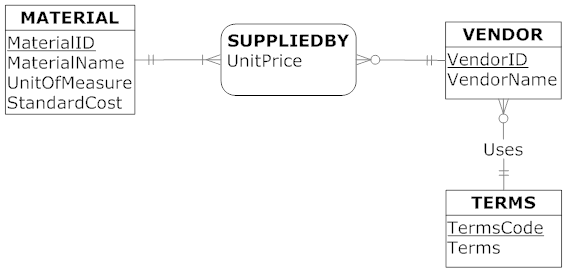 MATERIAL
MaterialID
MaterialName
UnitOfMeasure
StandardCost
SUPPLIEDBY
UnitPrice
VENDOR
VendorID
VendorName
Uses
TERMS
TermsCode
Terms